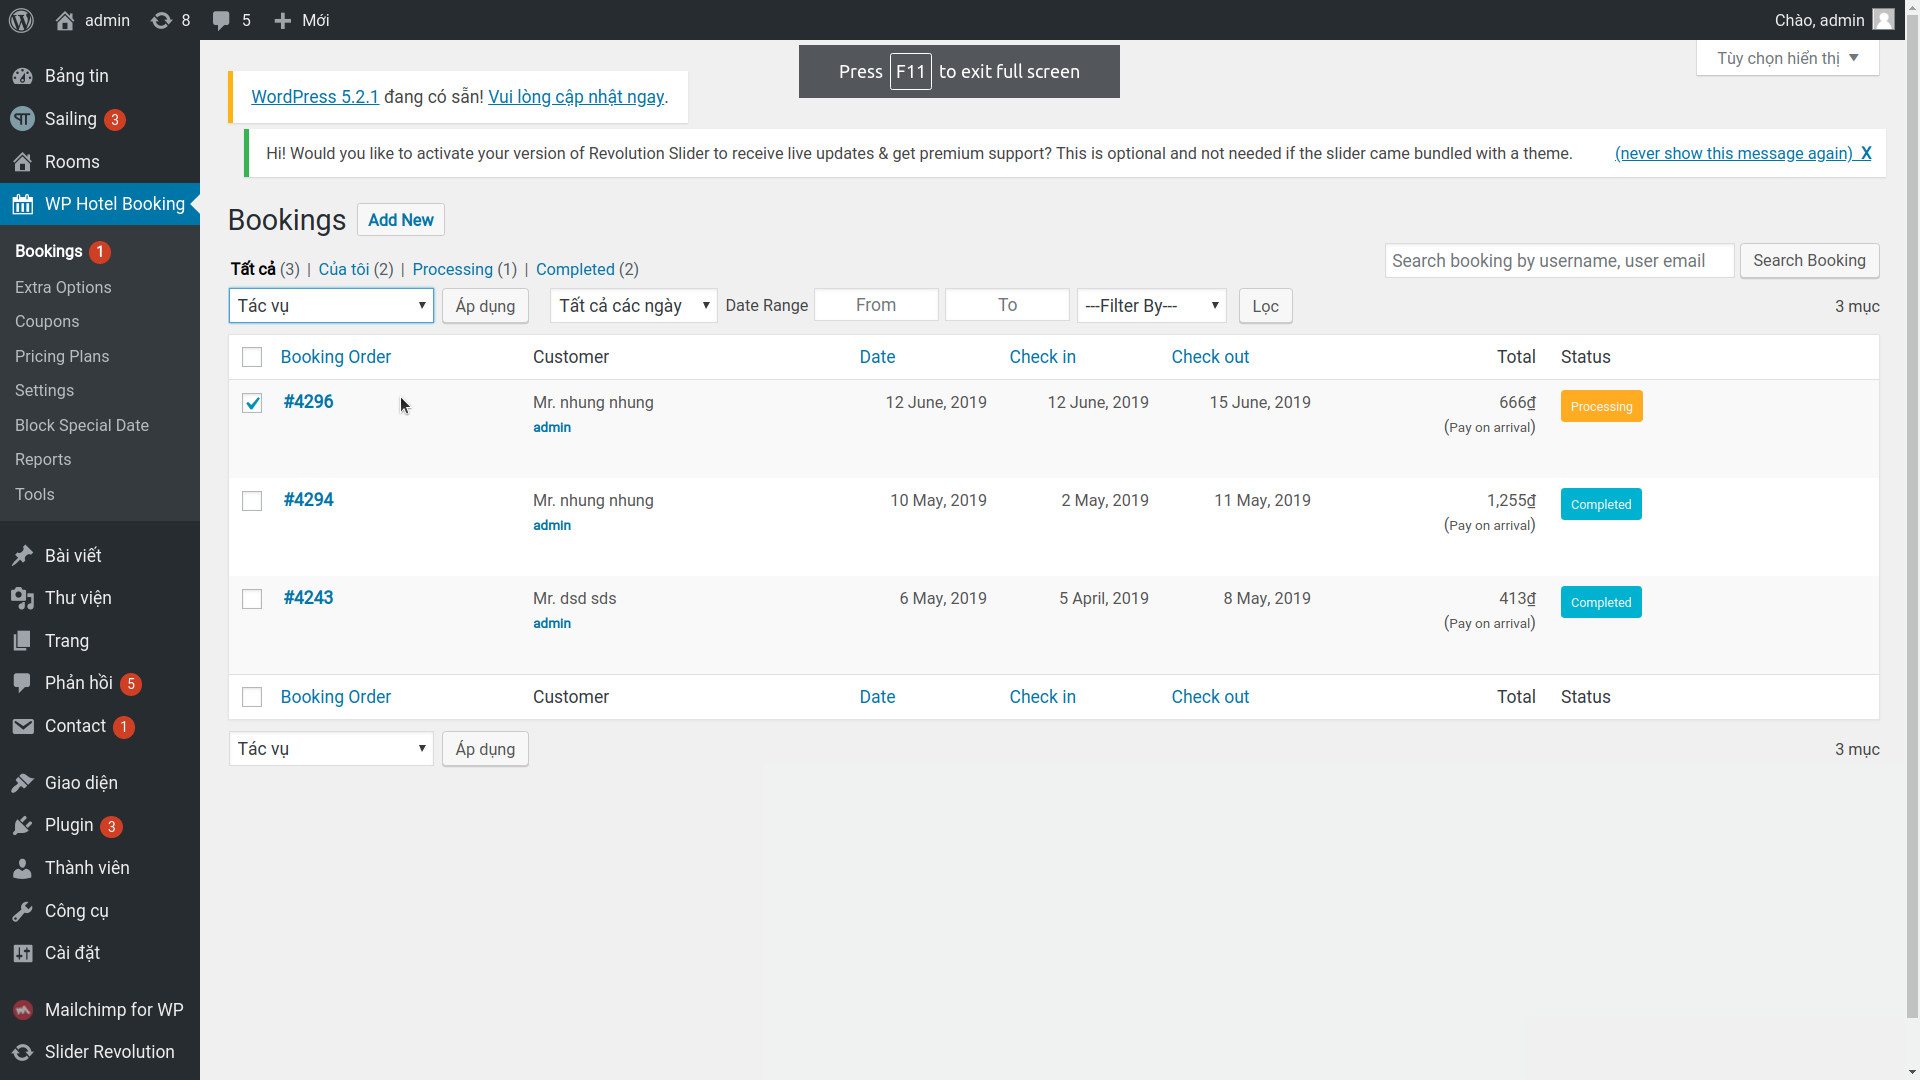 admin 8 5 Mới
Chào, admin
Press F11 to exit full screen
Tùy chọn hiển thị
Bảng tin
Sailing 3
Rooms
WP Hotel Booking
Bookings 1
Extra Options
Coupons
Pricing Plans
Settings
Block Special Date
Reports
Tools
Bài viết
Thư viện
Trang
Phản hồi 5
Contact 1
Giao diện
Plugin 3
Thành viên
Công cụ
Cài đặt
Mailchimp for WP
Slider Revolution
WordPress 5.2.1 đang có sẵn! Vui lòng cập nhật ngay.
Hi! Would you like to activate your version of Revolution Slider to receive live updates & get premium support? This is optional and not needed if the slider came bundled with a theme. (never show this message again) X
Bookings Add New
Tất cả (3) | Của tôi (2) | Processing (1) | Completed (2)
Search booking by username, user email Search Booking
Tác vụ Áp dụng Tất cả các ngày Date Range From To ---Filter By--- Lọc 3 mục
Booking Order Customer Date Check in Check out Total Status
#4296 Mr. nhung nhung 12 June, 2019 12 June, 2019 15 June, 2019 666₫ Processing
admin (Pay on arrival)
#4294 Mr. nhung nhung 10 May, 2019 2 May, 2019 11 May, 2019 1,255₫ Completed
admin (Pay on arrival)
#4243 Mr. dsd sds 6 May, 2019 5 April, 2019 8 May, 2019 413₫ Completed
admin (Pay on arrival)
Booking Order Customer Date Check in Check out Total Status
Tác vụ Áp dụng 3 mục